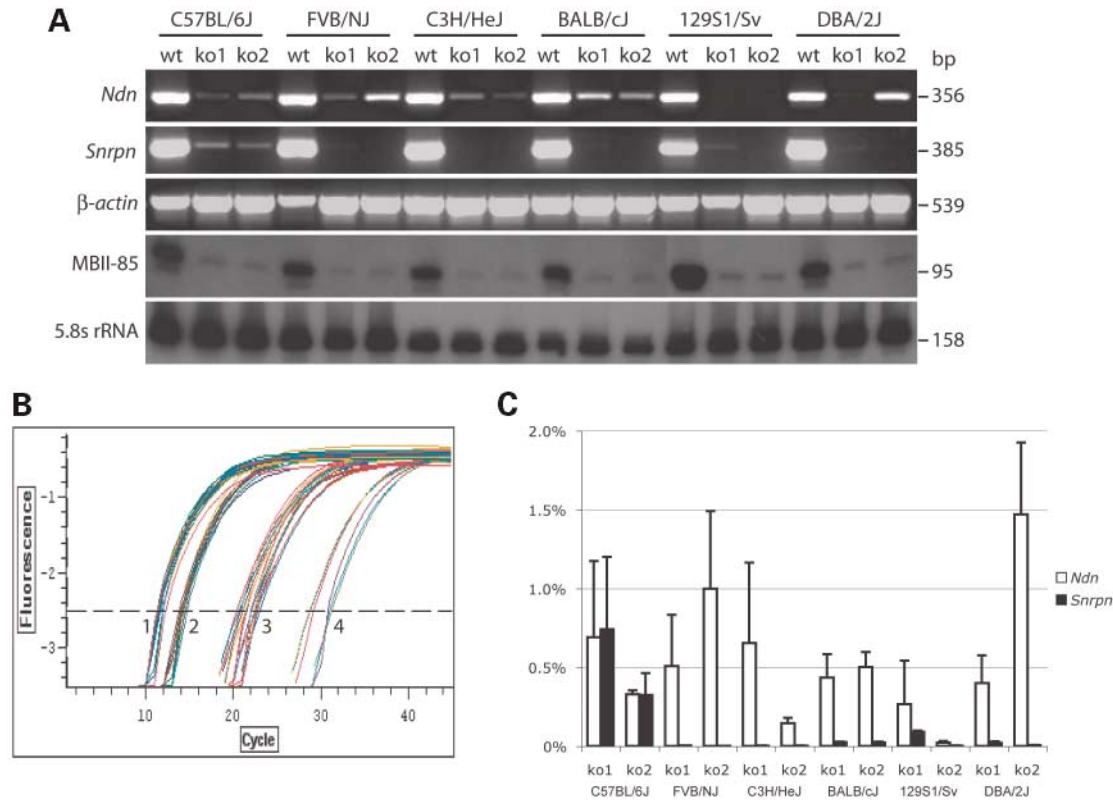 A
C57BL/6J FVB/NJ C3H/HeJ BALB/cJ 129S1/Sv DBA/2J
wt ko1 ko2 wt ko1 ko2 wt ko1 ko2 wt ko1 ko2 wt ko1 ko2 wt ko1 ko2 bp
Ndn 356
Snrpn 385
β-actin 539
MBII-85 95
5.8s rRNA 158
B
Fluorescence
-1
-2
-3
1 2 3 4
10 20 30 40
Cycle
C
2.0%
1.5%
1.0%
0.5%
0%
Ndn
Snrpn
ko1 ko2 ko1 ko2 ko1 ko2 ko1 ko2 ko1 ko2 ko1 ko2
C57BL/6J FVB/NJ C3H/HeJ BALB/cJ 129S1/Sv DBA/2J